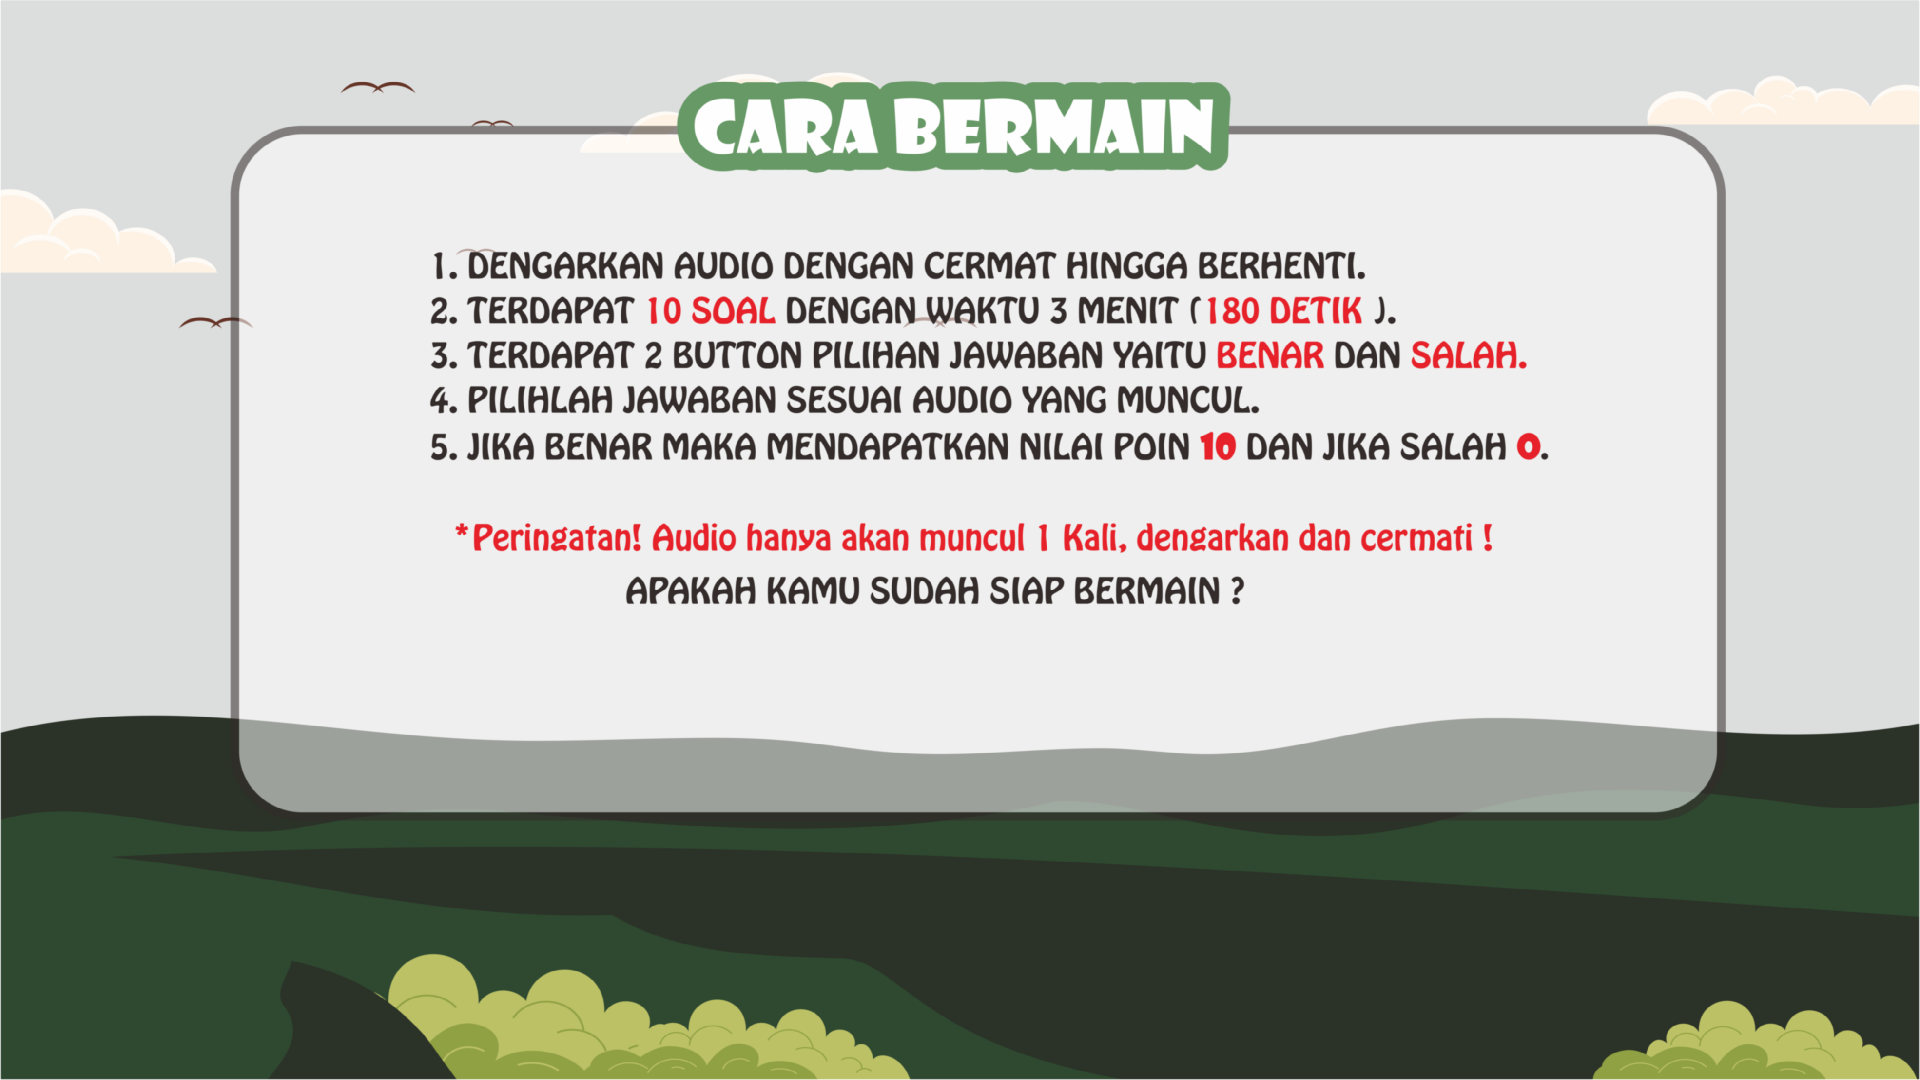 CARA BERMAIN
1. DENGARKAN AUDIO DENGAN CERMAT HINGGA BERHENTI.
2. TERDAPAT 10 SOAL DENGAN WAKTU 3 MENIT ( 180 DETIK ).
3. TERDAPAT 2 BUTTON PILIHAN JAWABAN YAITU BENAR DAN SALAH.
4. PILIHLAH JAWABAN SESUAI AUDIO YANG MUNCUL.
5. JIKA BENAR MAKA MENDAPATKAN NILAI POIN 10 DAN JIKA SALAH 0.
*Peringatan! Audio hanya akan muncul 1 Kali, dengarkan dan cermati !
APAKAH KAMU SUDAH SIAP BERMAIN ?